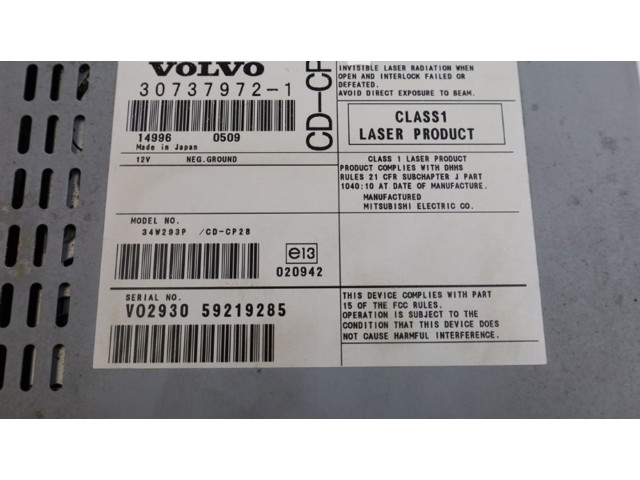 VOLVO
30737972-1
14996 0509
Made in Japan
12V NEG.GROUND
CD-CP
MODEL NO.
34W293P /CD-CP28
e13
020942
SERIAL NO.
VO2930 59219285
INVISIBLE LASER RADIATION WHEN
OPEN AND INTERLOCK FAILED OR
DEFEATED.
AVOID DIRECT EXPOSURE TO BEAM.
CLASS1
LASER PRODUCT
CLASS 1 LASER PRODUCT
PRODUCT COMPLIES WITH DHHS
RULES 21 CFR SUBCHAPTER J PART
1040:10 AT DATE OF MANUFACTURE.
MANUFACTURED
MITSUBISHI ELECTRIC CO.
THIS DEVICE COMPLIES WITH PART
15 OF THE FCC RULES.
OPERATION IS SUBJECT TO THE
CONDITION THAT THIS DEVICE DOES
NOT CAUSE HARMFUL INTERFERENCE.